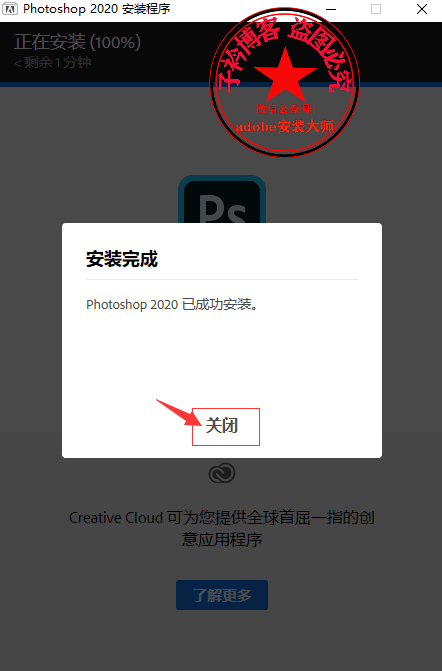 Photoshop 2020 安装程序
正在安装 (100%)
< 剩余 1 分钟
子衿博客 盗图必究
微信公众号
adobe安装大师
Ps
安装完成
Photoshop 2020 已成功安装。
关闭
Creative Cloud 可为您提供全球首屈一指的创
意应用程序
了解更多